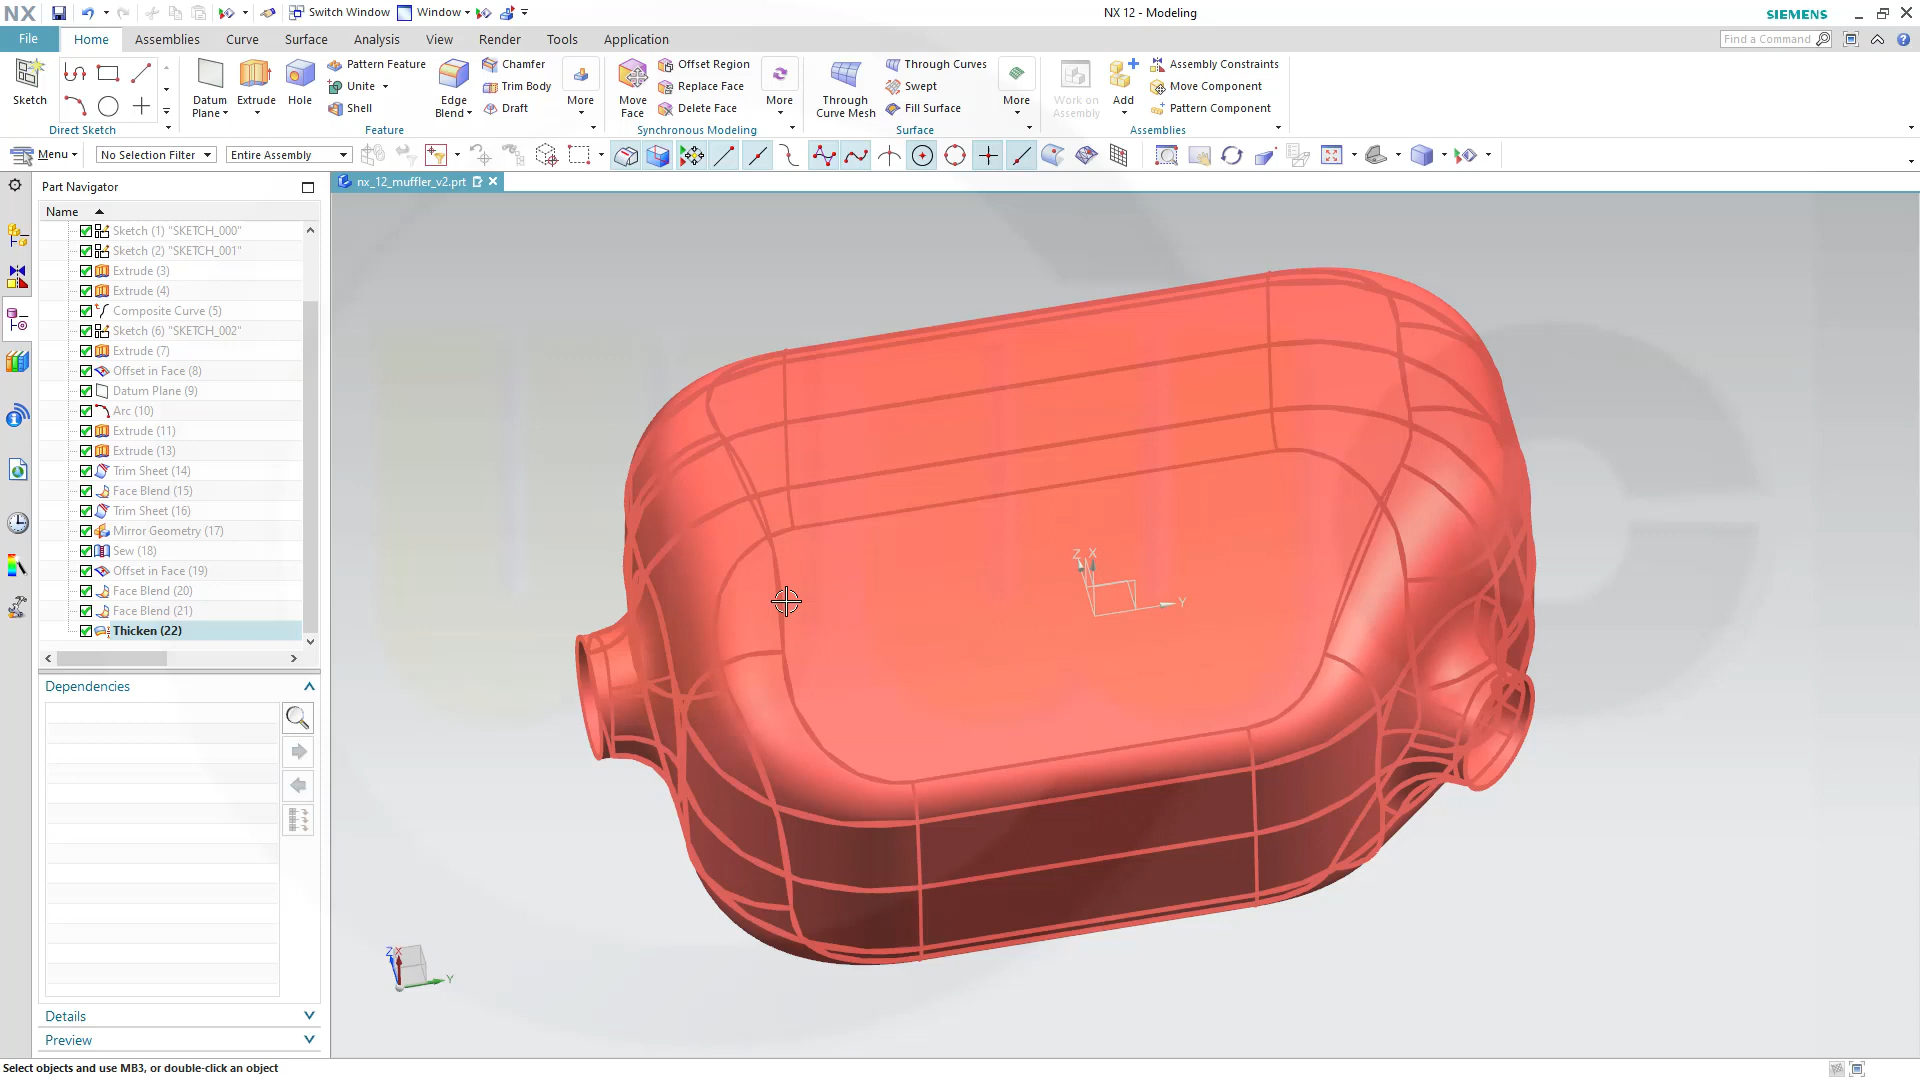 NX
Switch Window
Window
NX 12 - Modeling
SIEMENS
File
Home
Assemblies
Curve
Surface
Analysis
View
Render
Tools
Application
Find a Command
Sketch
Direct Sketch
Datum
Plane
Extrude
Hole
Pattern Feature
Unite
Shell
Edge
Blend
Chamfer
Trim Body
Draft
More
Feature
Move
Face
Offset Region
Replace Face
Delete Face
More
Synchronous Modeling
Through
Curve Mesh
Through Curves
Swept
Fill Surface
More
Surface
Work on
Assembly
Add
Assembly Constraints
Move Component
Pattern Component
Assemblies
Menu
No Selection Filter
Entire Assembly
Part Navigator
nx_12_muffler_v2.prt
Name
Sketch (1) "SKETCH_000"
Sketch (2) "SKETCH_001"
Extrude (3)
Extrude (4)
Composite Curve (5)
Sketch (6) "SKETCH_002"
Extrude (7)
Offset in Face (8)
Datum Plane (9)
Arc (10)
Extrude (11)
Extrude (13)
Trim Sheet (14)
Face Blend (15)
Trim Sheet (16)
Mirror Geometry (17)
Sew (18)
Offset in Face (19)
Face Blend (20)
Face Blend (21)
Thicken (22)
Dependencies
Details
Preview
Z X
Y
Z X
Y
Select objects and use MB3, or double-click an object